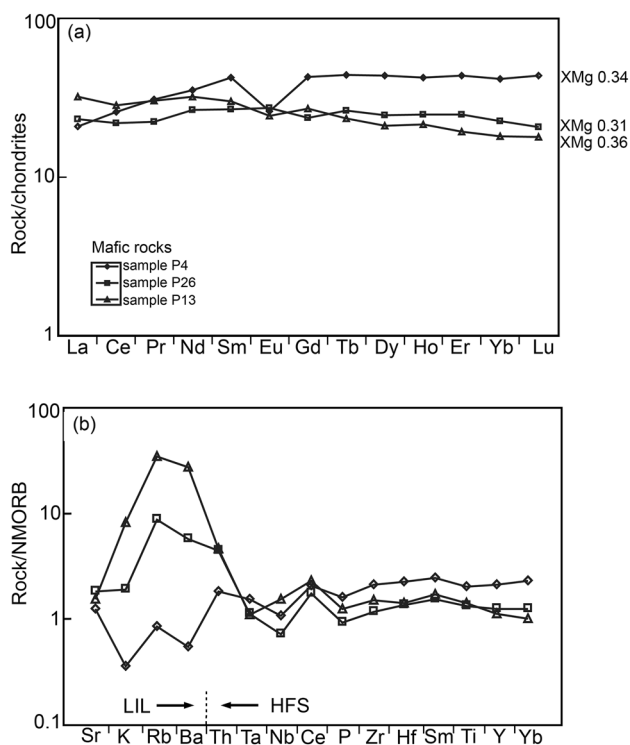 100
(a)
XMg 0.34
XMg 0.31
XMg 0.36
10
Rock/chondrites
Mafic rocks
sample P4
sample P26
sample P13
1
La Ce Pr Nd Sm Eu Gd Tb Dy Ho Er Yb Lu
100
(b)
10
Rock/NMORB
1
LIL HFS
0.1
Sr K Rb Ba Th Ta Nb Ce P Zr Hf Sm Ti Y Yb